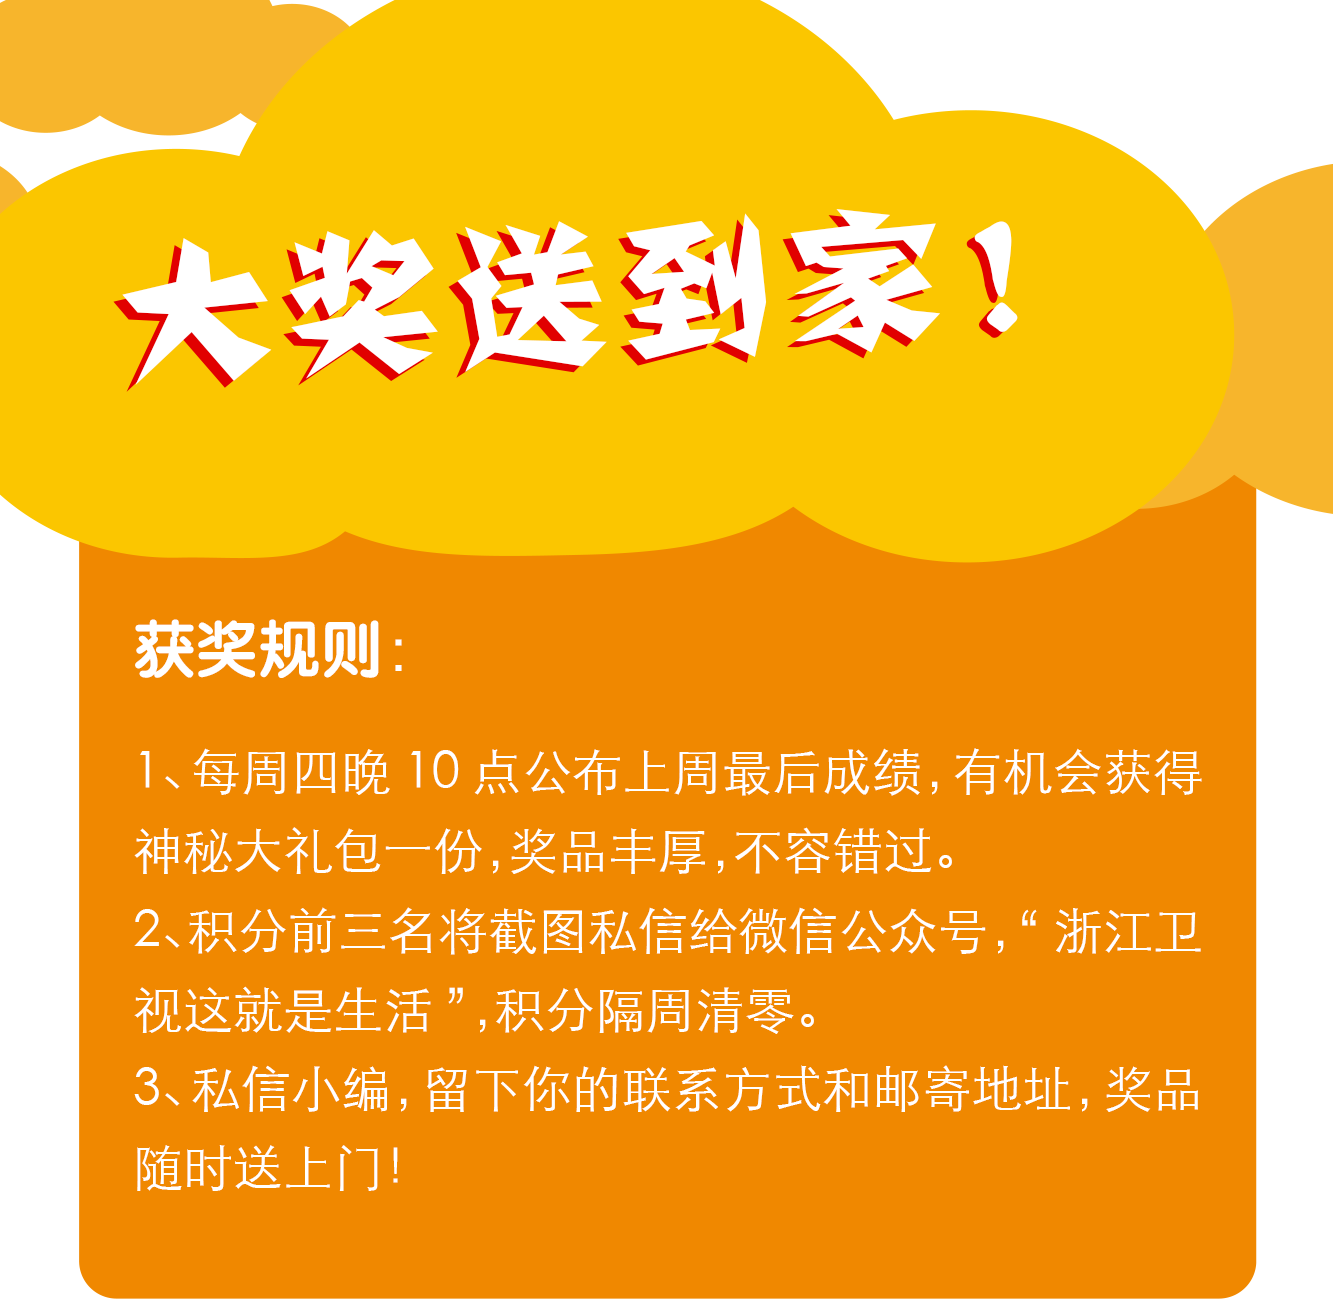 大奖送到家！
获奖规则：
1、每周四晚10点公布上周最后成绩，有机会获得
神秘大礼包一份，奖品丰厚，不容错过。
2、积分前三名将截图私信给微信公众号，“浙江卫
视这就是生活”，积分隔周清零。
3、私信小编，留下你的联系方式和邮寄地址，奖品
随时送上门！